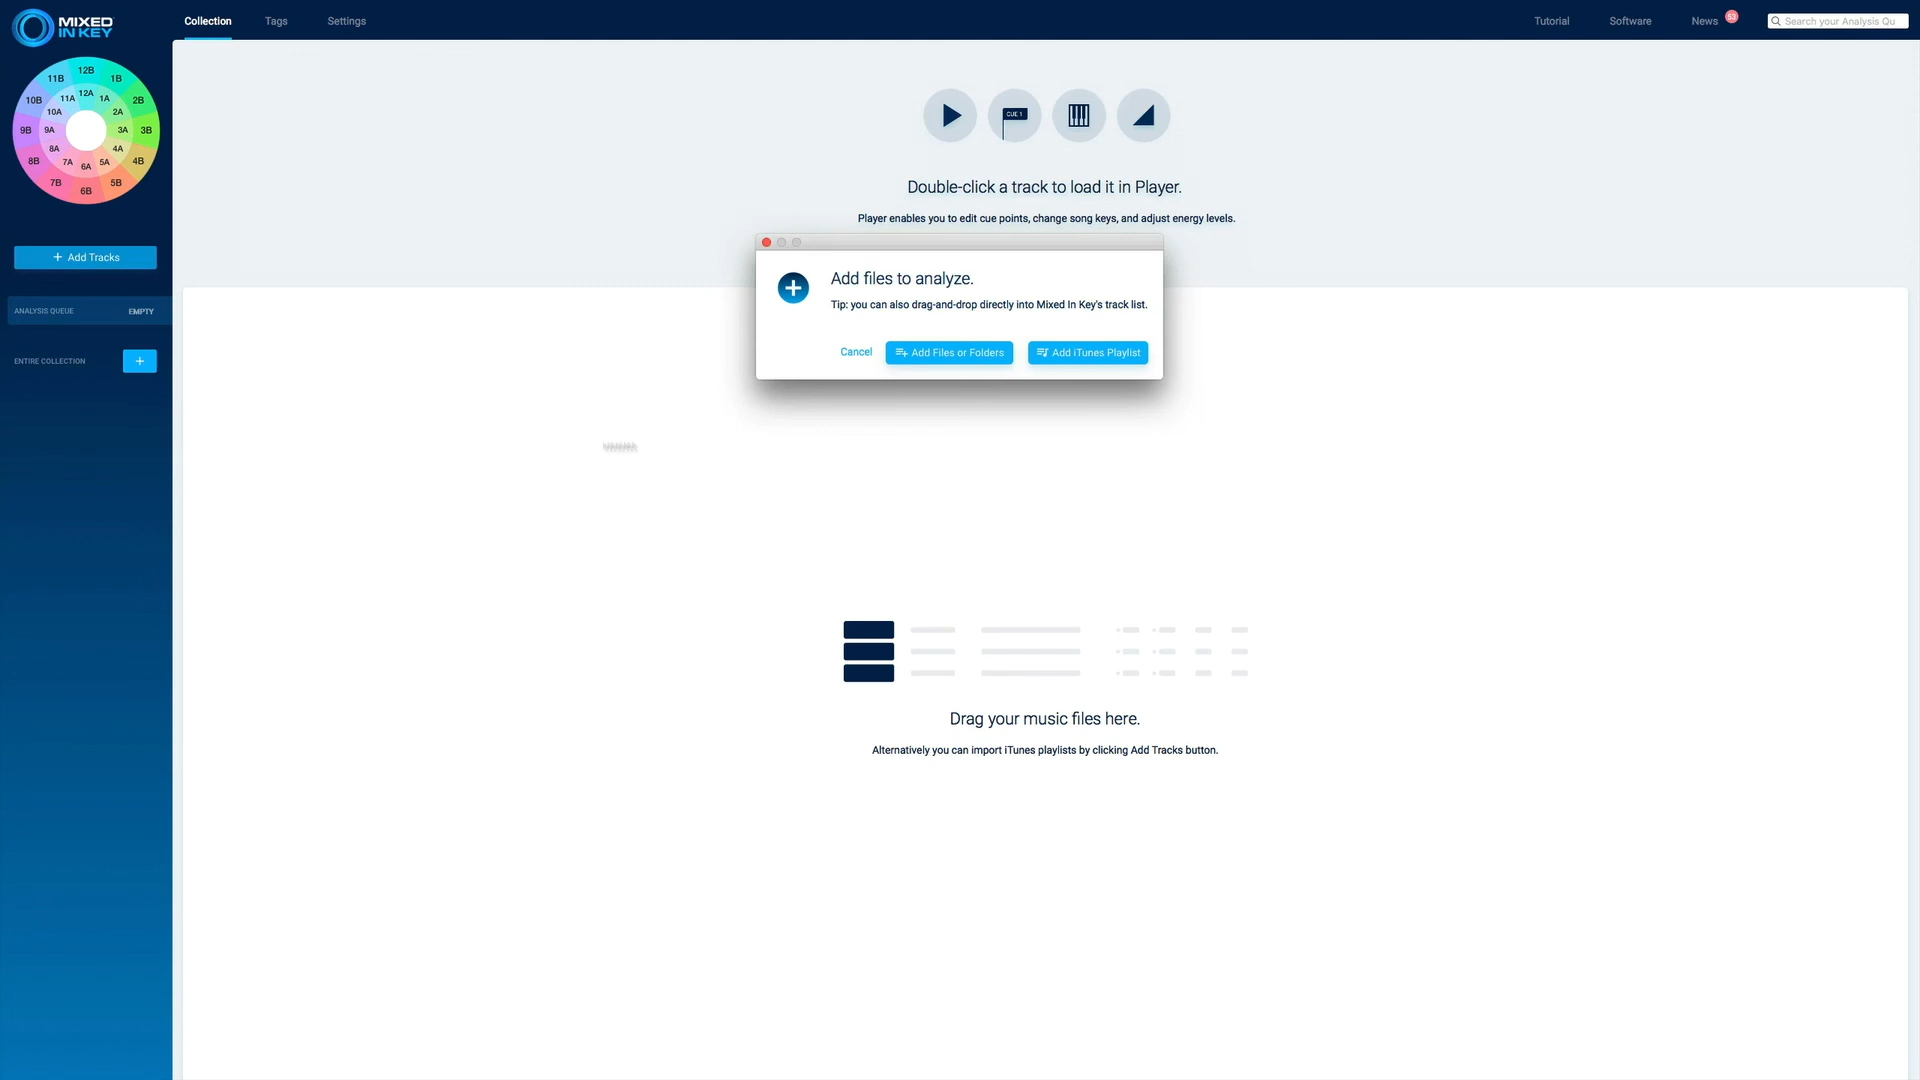 MIXED
IN KEY
Collection
Tags
Settings
Tutorial
Software
News
53
Search your Analysis Qu
12B
11B
1B
10B
2B
9B
3B
8B
4B
7B
5B
6B
12A
11A
1A
10A
2A
9A
3A
8A
4A
7A
5A
6A
+ Add Tracks
ANALYSIS QUEUE EMPTY
ENTIRE COLLECTION +
CUE 1
Double-click a track to load it in Player.
Player enables you to edit cue points, change song keys, and adjust energy levels.
Add files to analyze.
Tip: you can also drag-and-drop directly into Mixed In Key's track list.
Cancel
Add Files or Folders
Add iTunes Playlist
Drag your music files here.
Alternatively you can import iTunes playlists by clicking Add Tracks button.